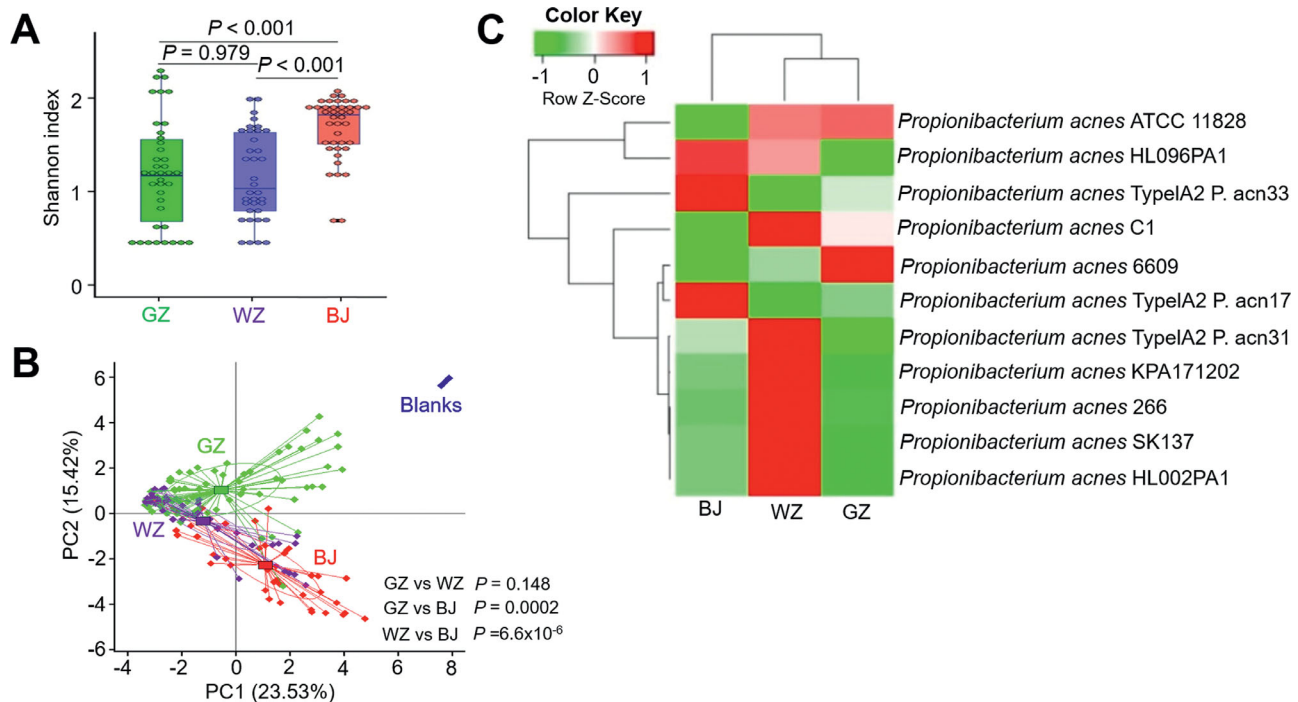 A
P < 0.001
P = 0.979
P < 0.001
Shannon index
2
1
0
GZ
WZ
BJ
B
6
4
2
0
-2
-4
-6
PC2 (15.42%)
Blanks
GZ
WZ
BJ
GZ vs WZ P = 0.148
GZ vs BJ P = 0.0002
WZ vs BJ P =6.6x10-6
-4
-2
0
2
4
6
8
PC1 (23.53%)
C
Color Key
-1
0
1
Row Z-Score
Propionibacterium acnes ATCC 11828
Propionibacterium acnes HL096PA1
Propionibacterium acnes TypeIA2 P. acn33
Propionibacterium acnes C1
Propionibacterium acnes 6609
Propionibacterium acnes TypeIA2 P. acn17
Propionibacterium acnes TypeIA2 P. acn31
Propionibacterium acnes KPA171202
Propionibacterium acnes 266
Propionibacterium acnes SK137
Propionibacterium acnes HL002PA1
BJ
WZ
GZ